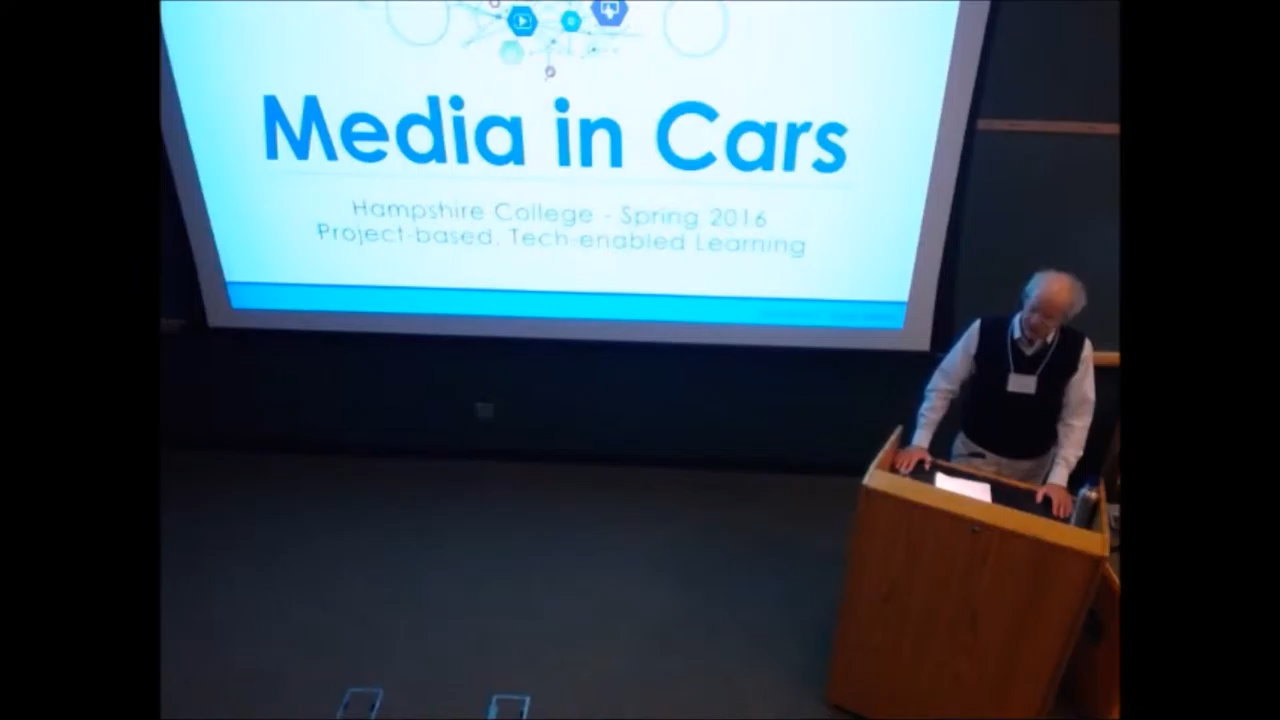 Media in Cars
Hampshire College - Spring 2016
Project-based, Tech-enabled Learning